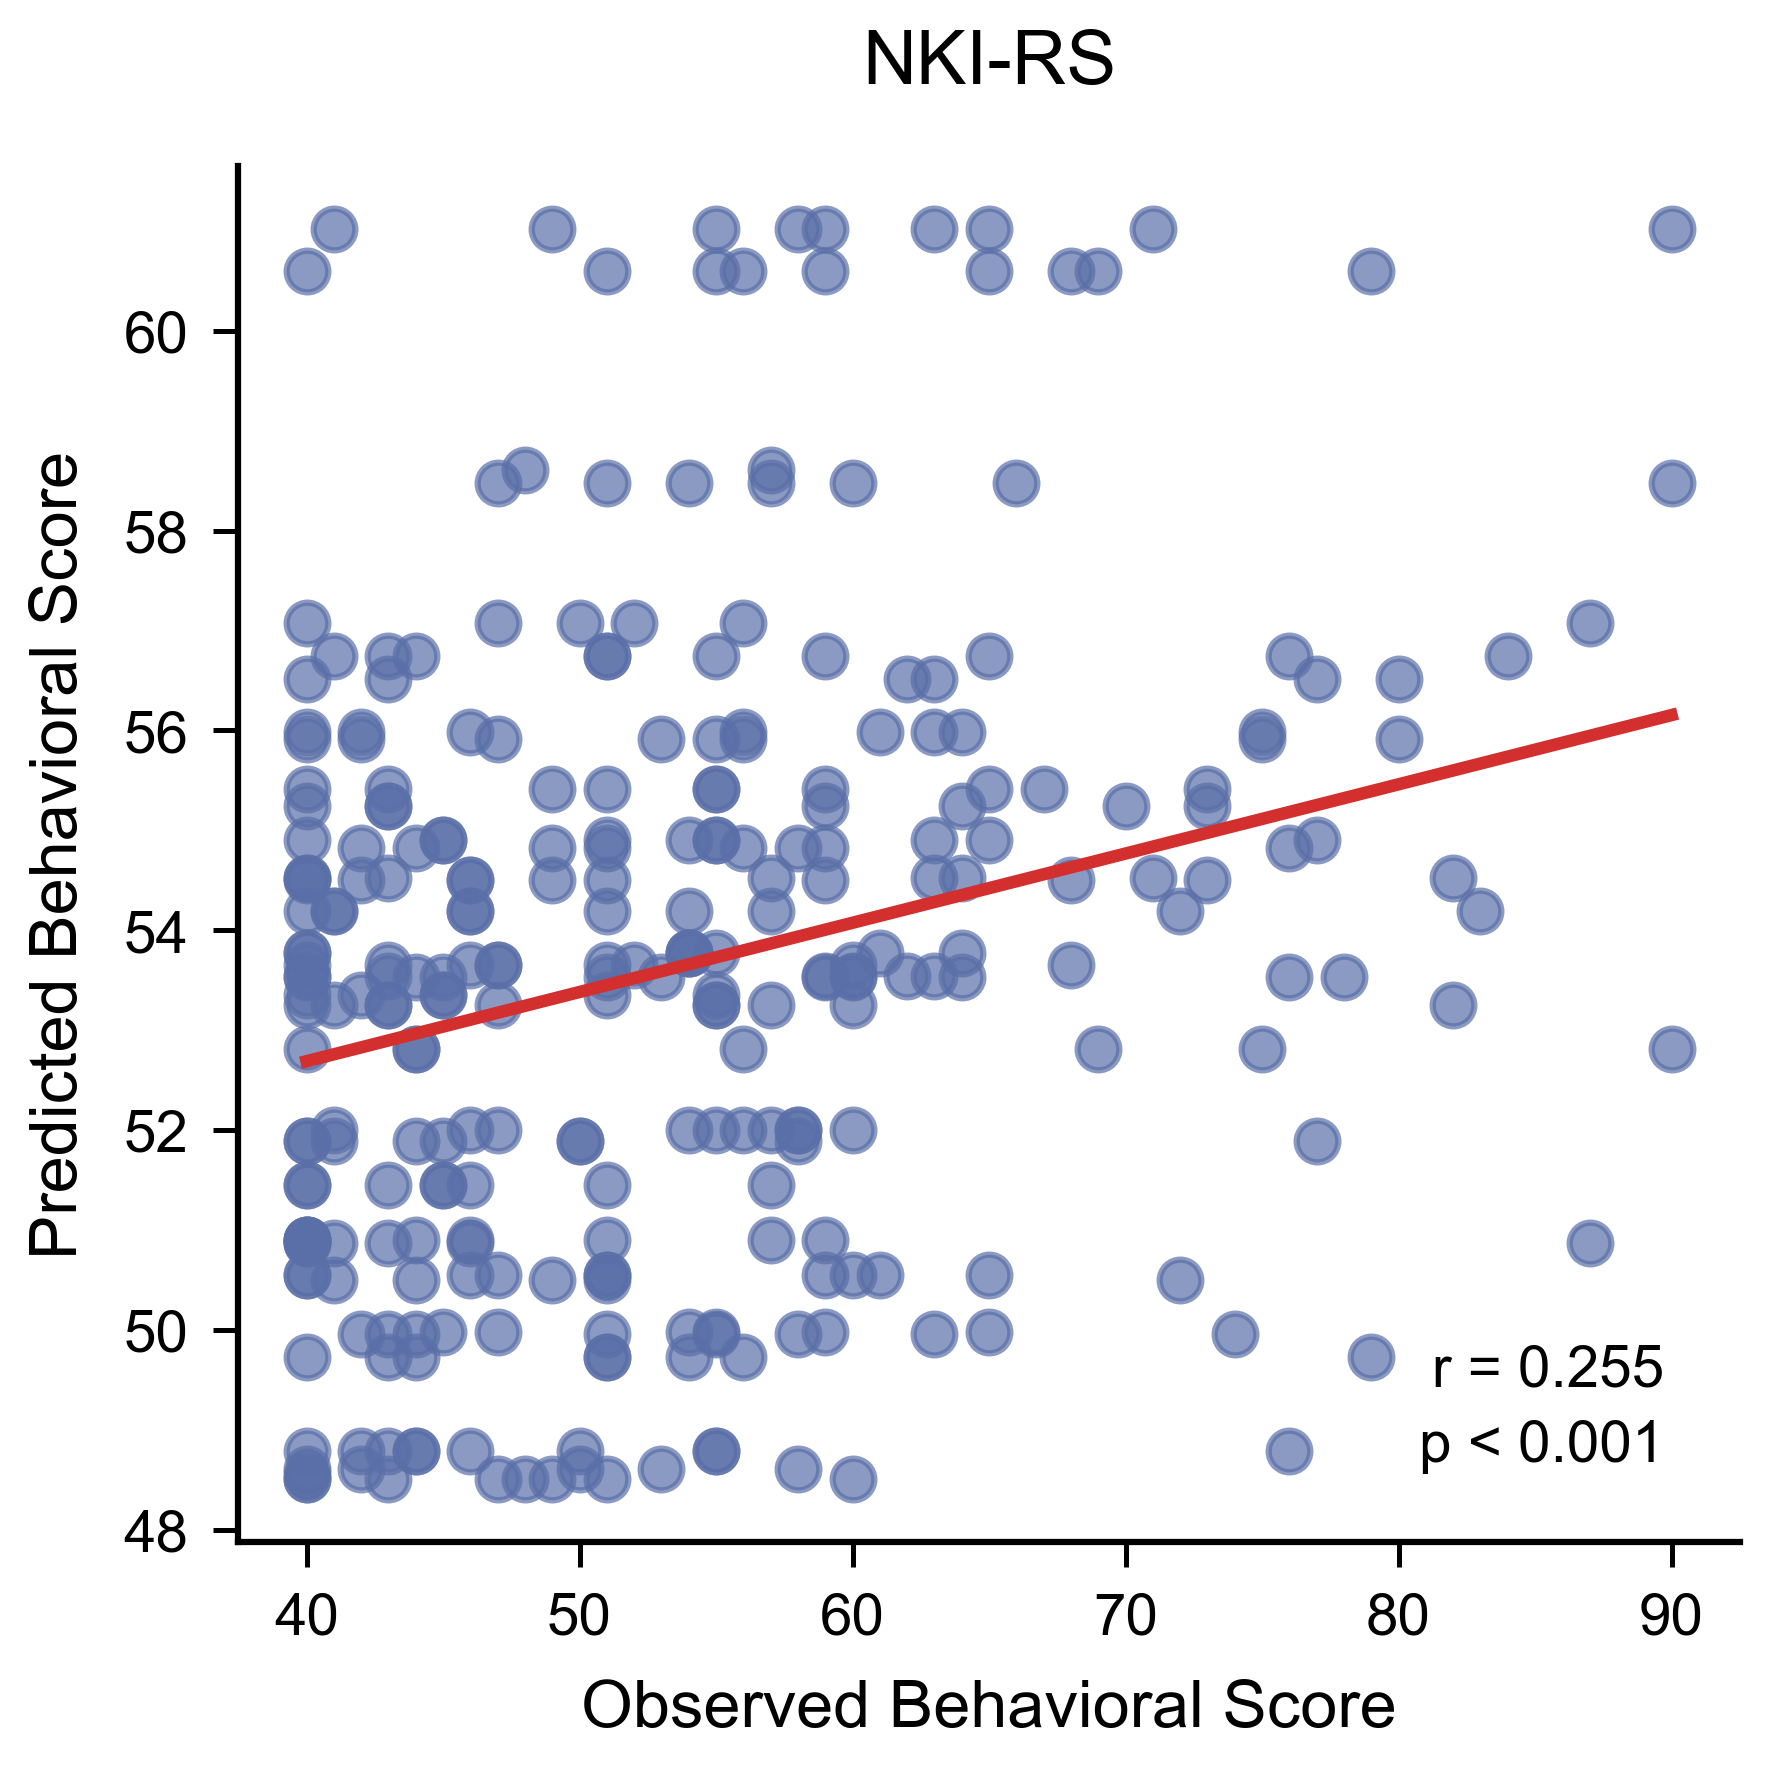 NKI-RS
Predicted Behavioral Score
60
58
56
54
52
50
48
r = 0.255
p < 0.001
40 50 60 70 80 90
Observed Behavioral Score